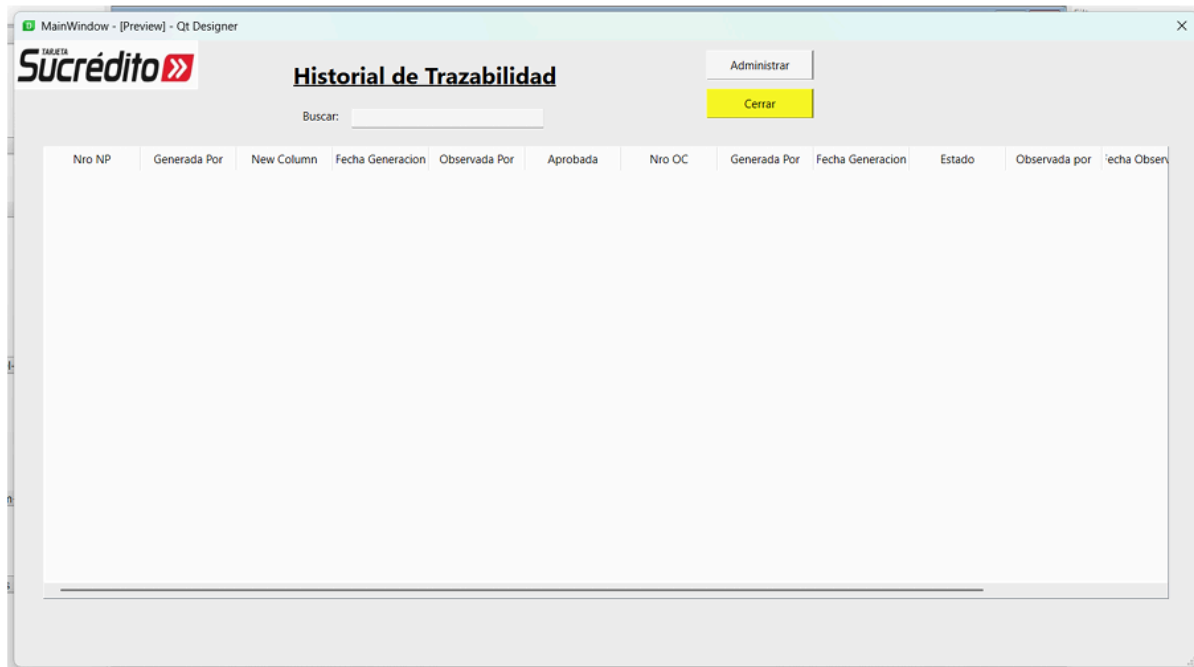 MainWindow - [Preview] - Qt Designer
TARJETA
Sucrédito
Historial de Trazabilidad
Administrar
Cerrar
Buscar:
Nro NP Generada Por New Column Fecha Generacion Observada Por Aprobada Nro OC Generada Por Fecha Generacion Estado Observada por